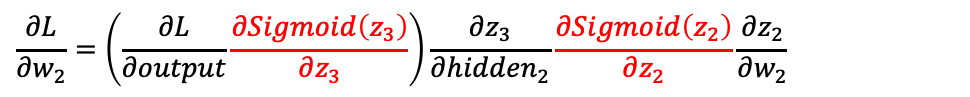 ∂L/∂w₂ = (∂L/∂output ∂Sigmoid(z₃)/∂z₃) ∂z₃/∂hidden₂ ∂Sigmoid(z₂)/∂z₂ ∂z₂/∂w₂